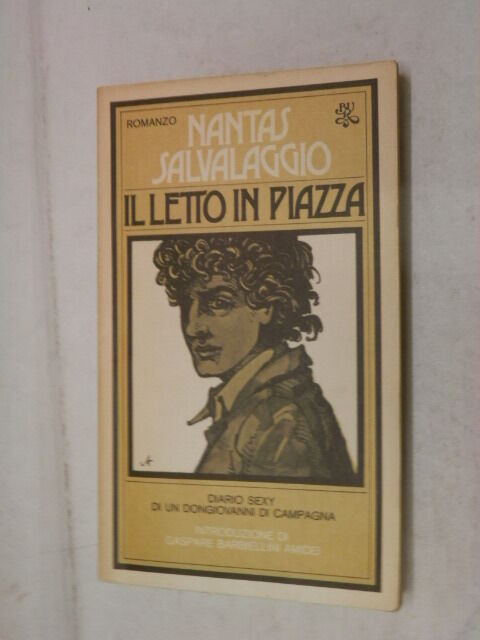 ROMANZO
BUR
NANTAS
SALVALAGGIO
IL LETTO IN PIAZZA
DIARIO SEXY
DI UN DONGIOVANNI DI CAMPAGNA
INTRODUZIONE DI
GASPARE BARBIELLINI AMIDEI